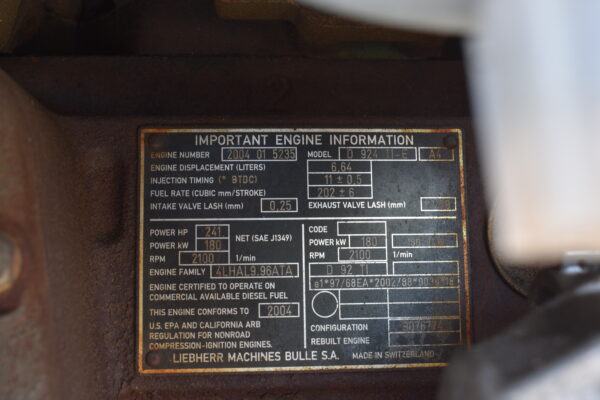 IMPORTANT ENGINE INFORMATION
ENGINE NUMBER 2004 01 5235 MODEL D 924 TI-E A4
ENGINE DISPLACEMENT (LITERS) 6.64
INJECTION TIMING (° BTDC) 11 ± 0.5
FUEL RATE (CUBIC mm/STROKE) 202 ± 6
INTAKE VALVE LASH (mm) 0,25 EXHAUST VALVE LASH (mm)
POWER HP 241
POWER kW 180 NET (SAE J1349)
RPM 2100 1/min
ENGINE FAMILY 4LHAL9.96ATA
ENGINE CERTIFIED TO OPERATE ON
COMMERCIAL AVAILABLE DIESEL FUEL
THIS ENGINE CONFORMS TO 2004
U.S. EPA AND CALIFORNIA ARB
REGULATION FOR NONROAD
COMPRESSION-IGNITION ENGINES.
CODE
POWER kW 180
RPM 2100 1/min
D 92 TI
CONFIGURATION
REBUILT ENGINE
LIEBHERR MACHINES BULLE S.A. MADE IN SWITZERLAND